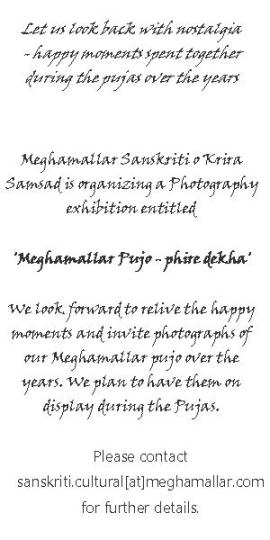 Let us look back with nostalgia
- happy moments spent together
during the pujas over the years
Meghamallar Sanskriti o Krira
Samsad is organizing a Photography
exhibition entitled
'Meghamallar Pujo - phire dekha'
We look forward to relive the happy
moments and invite photographs of
our Meghamallar pujo over the
years. We plan to have them on
display during the Pujas.
Please contact
sanskriti.cultural[at]meghamallar.com
for further details.